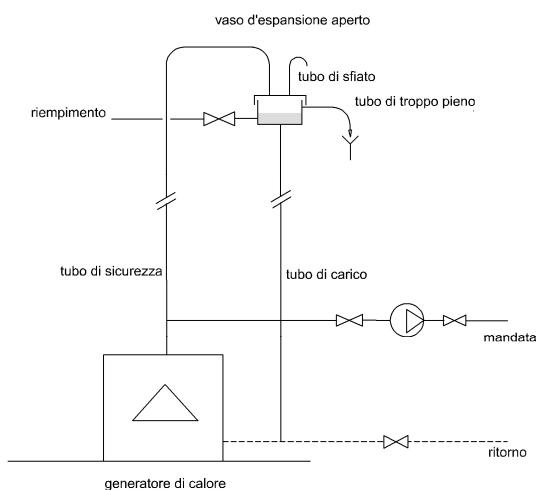 vaso d'espansione aperto
tubo di sfiato
tubo di troppo pieno
riempimento
tubo di sicurezza
tubo di carico
mandata
ritorno
generatore di calore